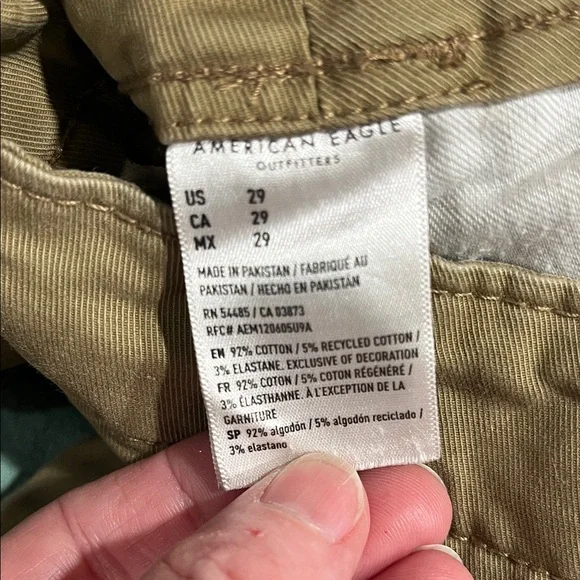 AMERICAN EAGLE
OUTFITTERS
US 29
CA 29
MX 29
MADE IN PAKISTAN / FABRIQUÉ AU
PAKISTAN / HECHO EN PAKISTÁN
RN 54485 / CA 03873
RFC# AEM120605U9A
EN 92% COTTON / 5% RECYCLED COTTON /
3% ELASTANE. EXCLUSIVE OF DECORATION
FR 92% COTON / 5% COTON RÉGÉNÉRÉ /
3% ÉLASTHANNE. À L'EXCEPTION DE LA
GARNITURE
SP 92% algodón / 5% algodón reciclado /
3% elastano